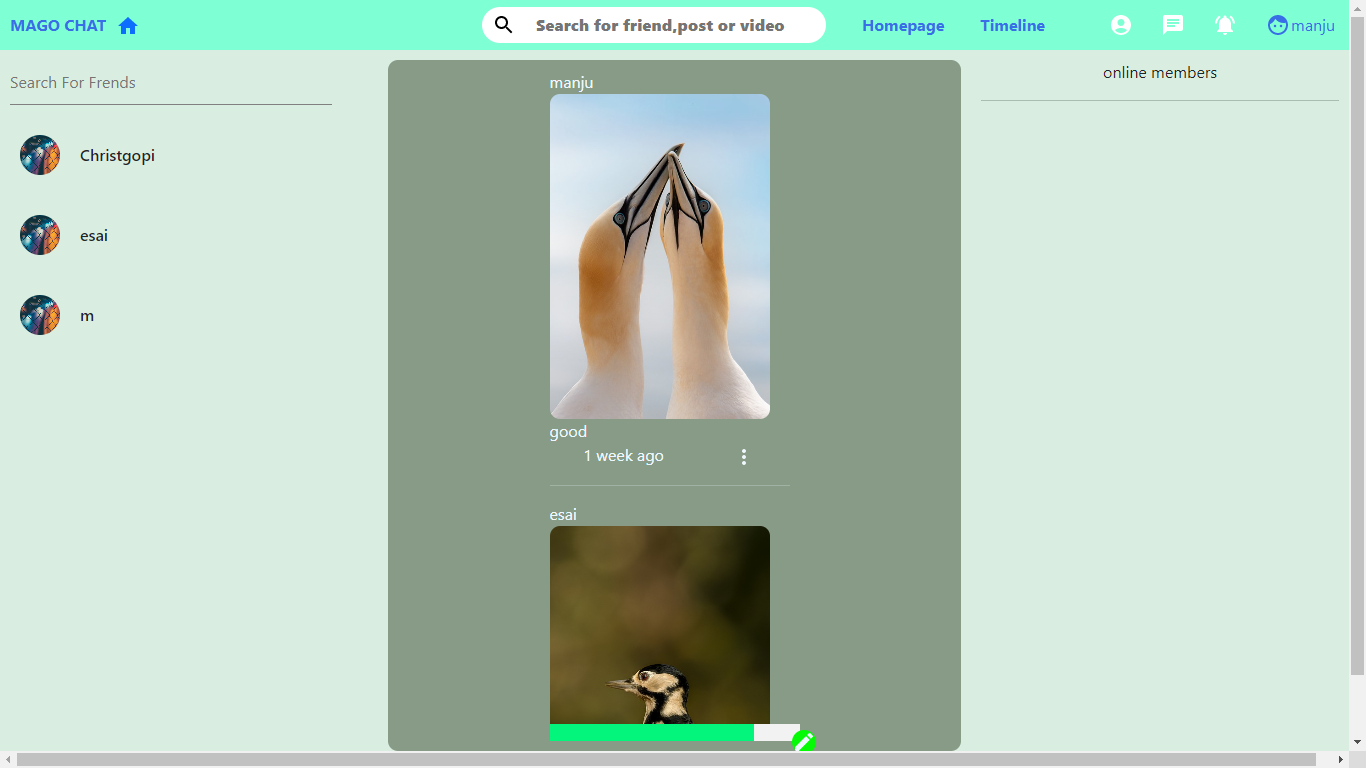 MAGO CHAT
Search for friend,post or video
Homepage
Timeline
manju
Search For Frends
Christgopi
esai
m
manju
good
1 week ago
esai
online members